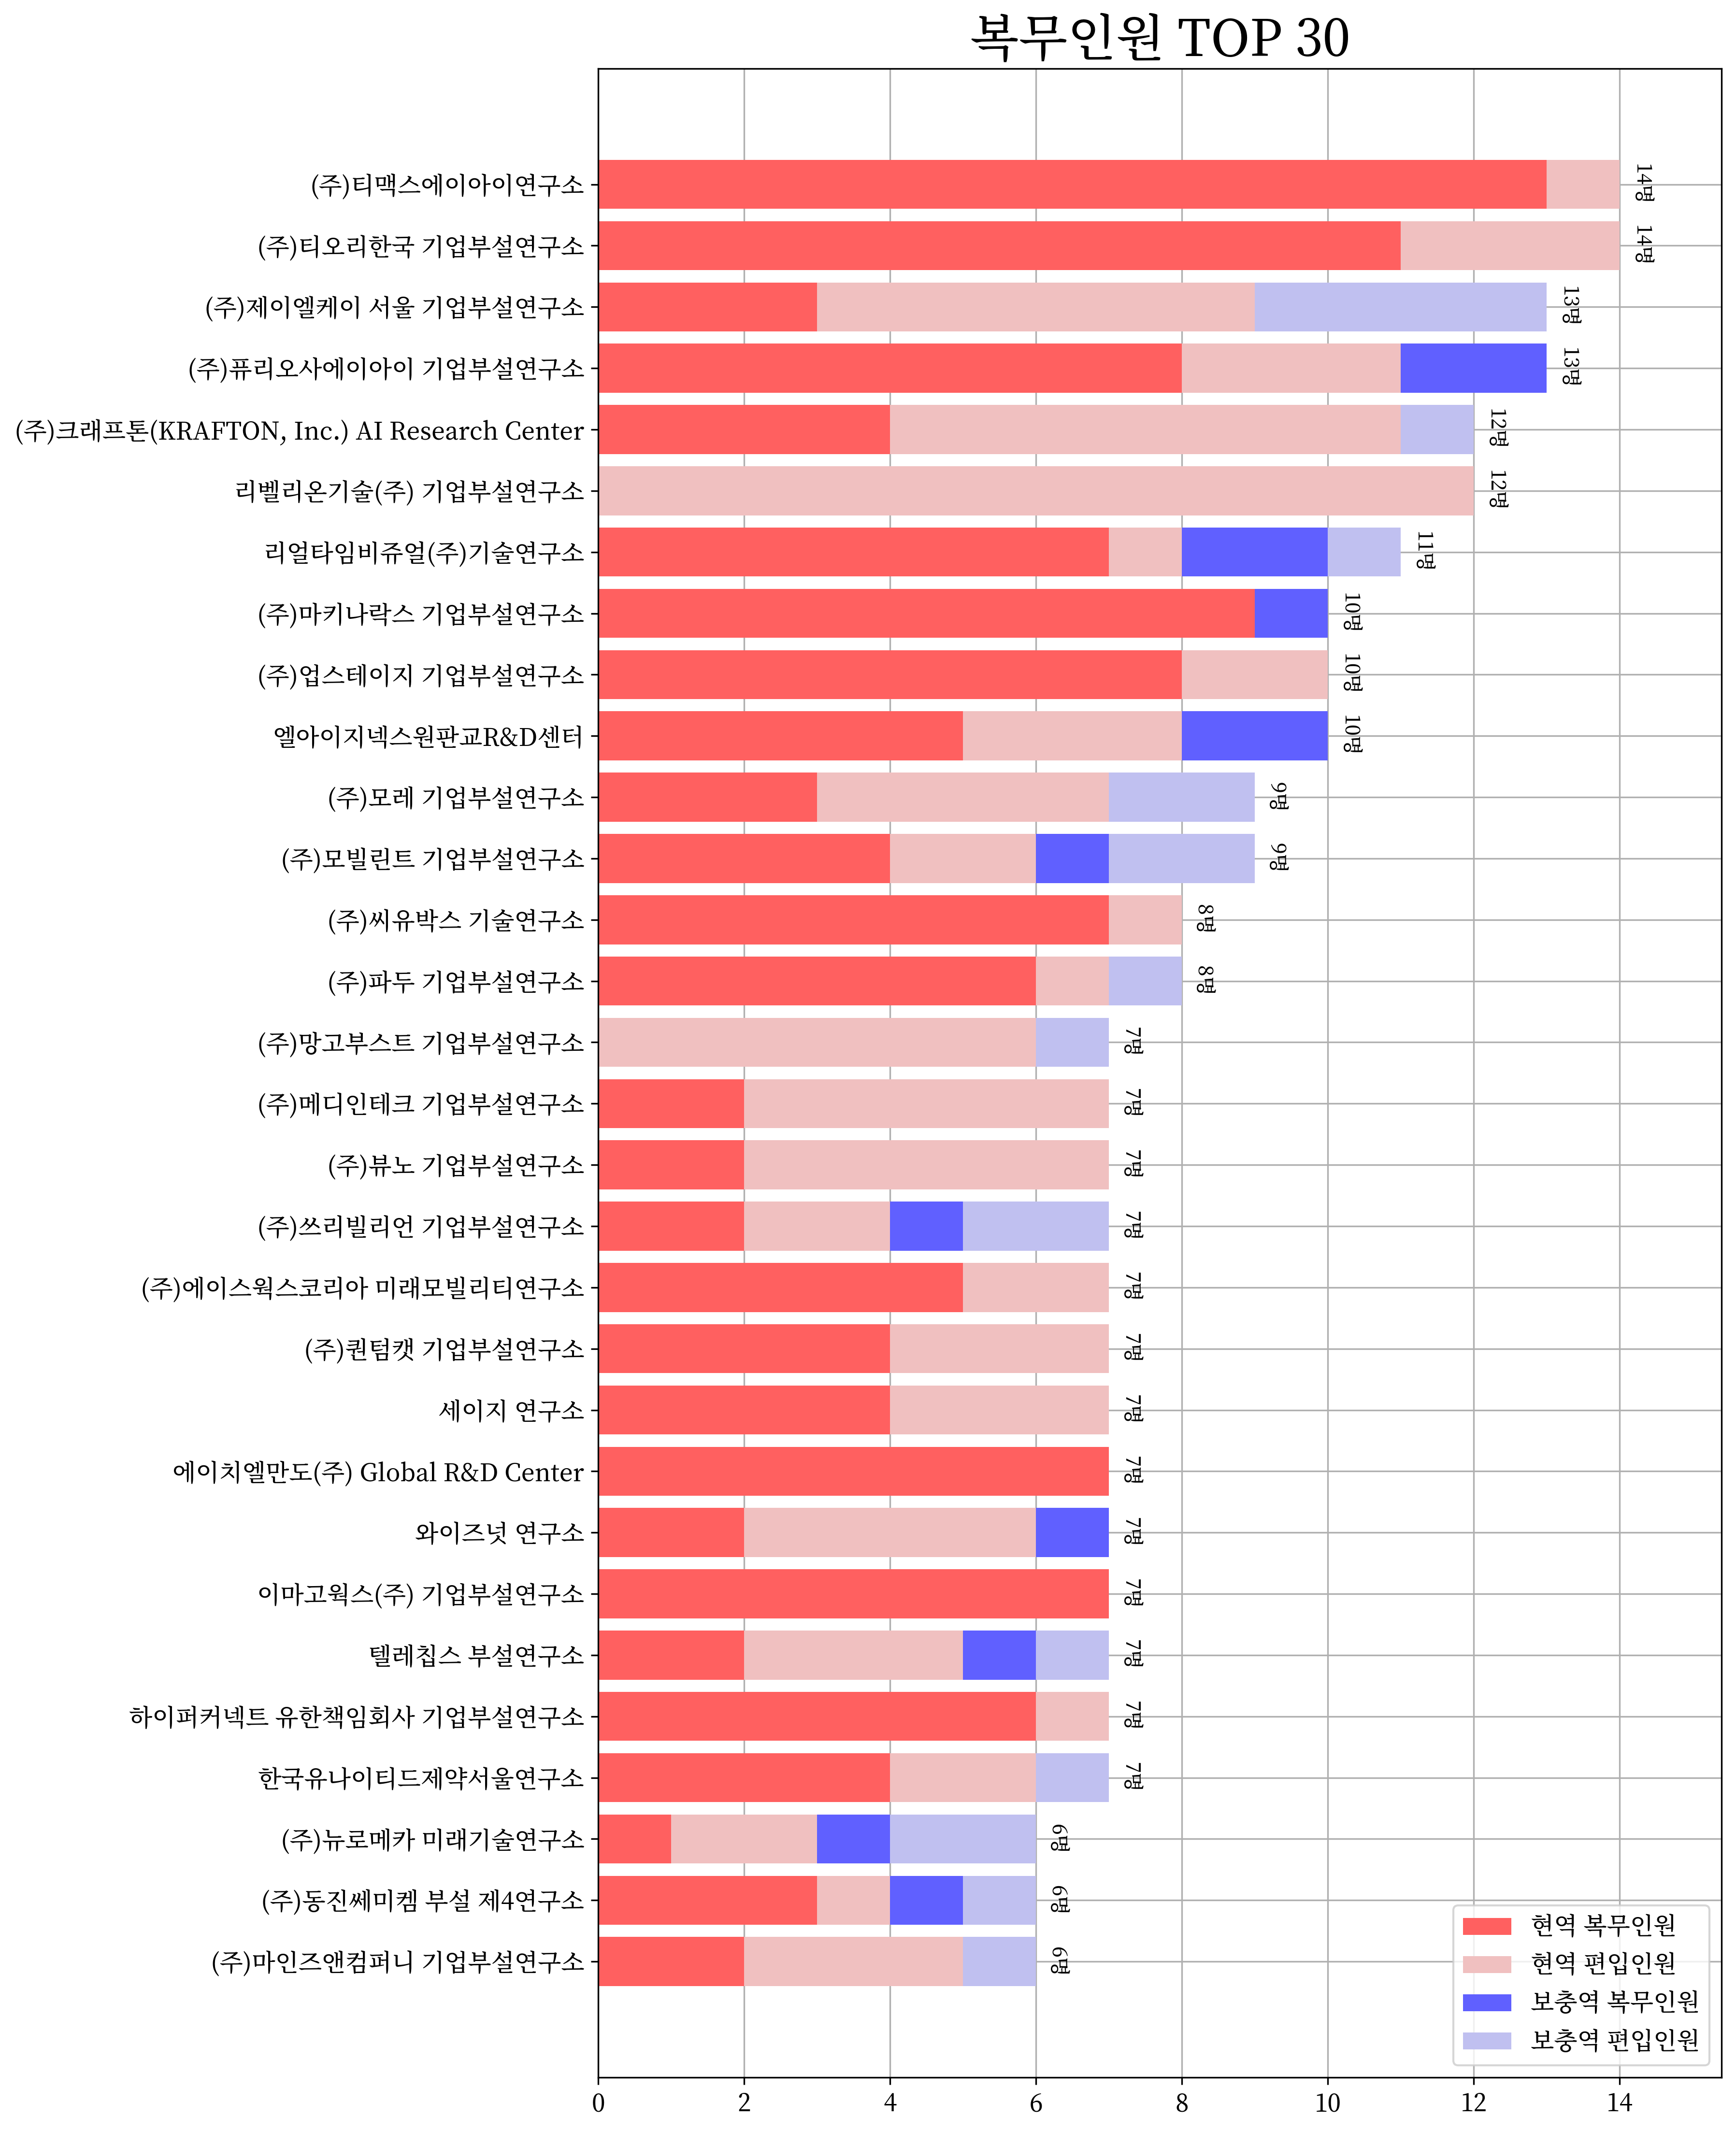 복무인원 TOP 30
(주)티맥스에이아이연구소 14명
(주)티오리한국 기업부설연구소 14명
(주)제이엘케이 서울 기업부설연구소 13명
(주)퓨리오사에이아이 기업부설연구소 13명
(주)크래프톤(KRAFTON, Inc.) AI Research Center 12명
리벨리온기술(주) 기업부설연구소 12명
리얼타임비쥬얼(주)기술연구소 11명
(주)마키나락스 기업부설연구소 10명
(주)업스테이지 기업부설연구소 10명
엘아이지넥스원판교R&D센터 10명
(주)모레 기업부설연구소 9명
(주)모빌린트 기업부설연구소 9명
(주)씨유박스 기술연구소 8명
(주)파두 기업부설연구소 8명
(주)망고부스트 기업부설연구소 7명
(주)메디인테크 기업부설연구소 7명
(주)뷰노 기업부설연구소 7명
(주)쓰리빌리언 기업부설연구소 7명
(주)에이스웍스코리아 미래모빌리티연구소 7명
(주)퀀텀캣 기업부설연구소 7명
세이지 연구소 7명
에이치엘만도(주) Global R&D Center 7명
와이즈넛 연구소 7명
이마고웍스(주) 기업부설연구소 7명
텔레칩스 부설연구소 7명
하이퍼커넥트 유한책임회사 기업부설연구소 7명
한국유나이티드제약서울연구소 7명
(주)뉴로메카 미래기술연구소 6명
(주)동진쎄미켐 부설 제4연구소 6명
(주)마인즈앤컴퍼니 기업부설연구소 6명
현역 복무인원
현역 편입인원
보충역 복무인원
보충역 편입인원
0 2 4 6 8 10 12 14